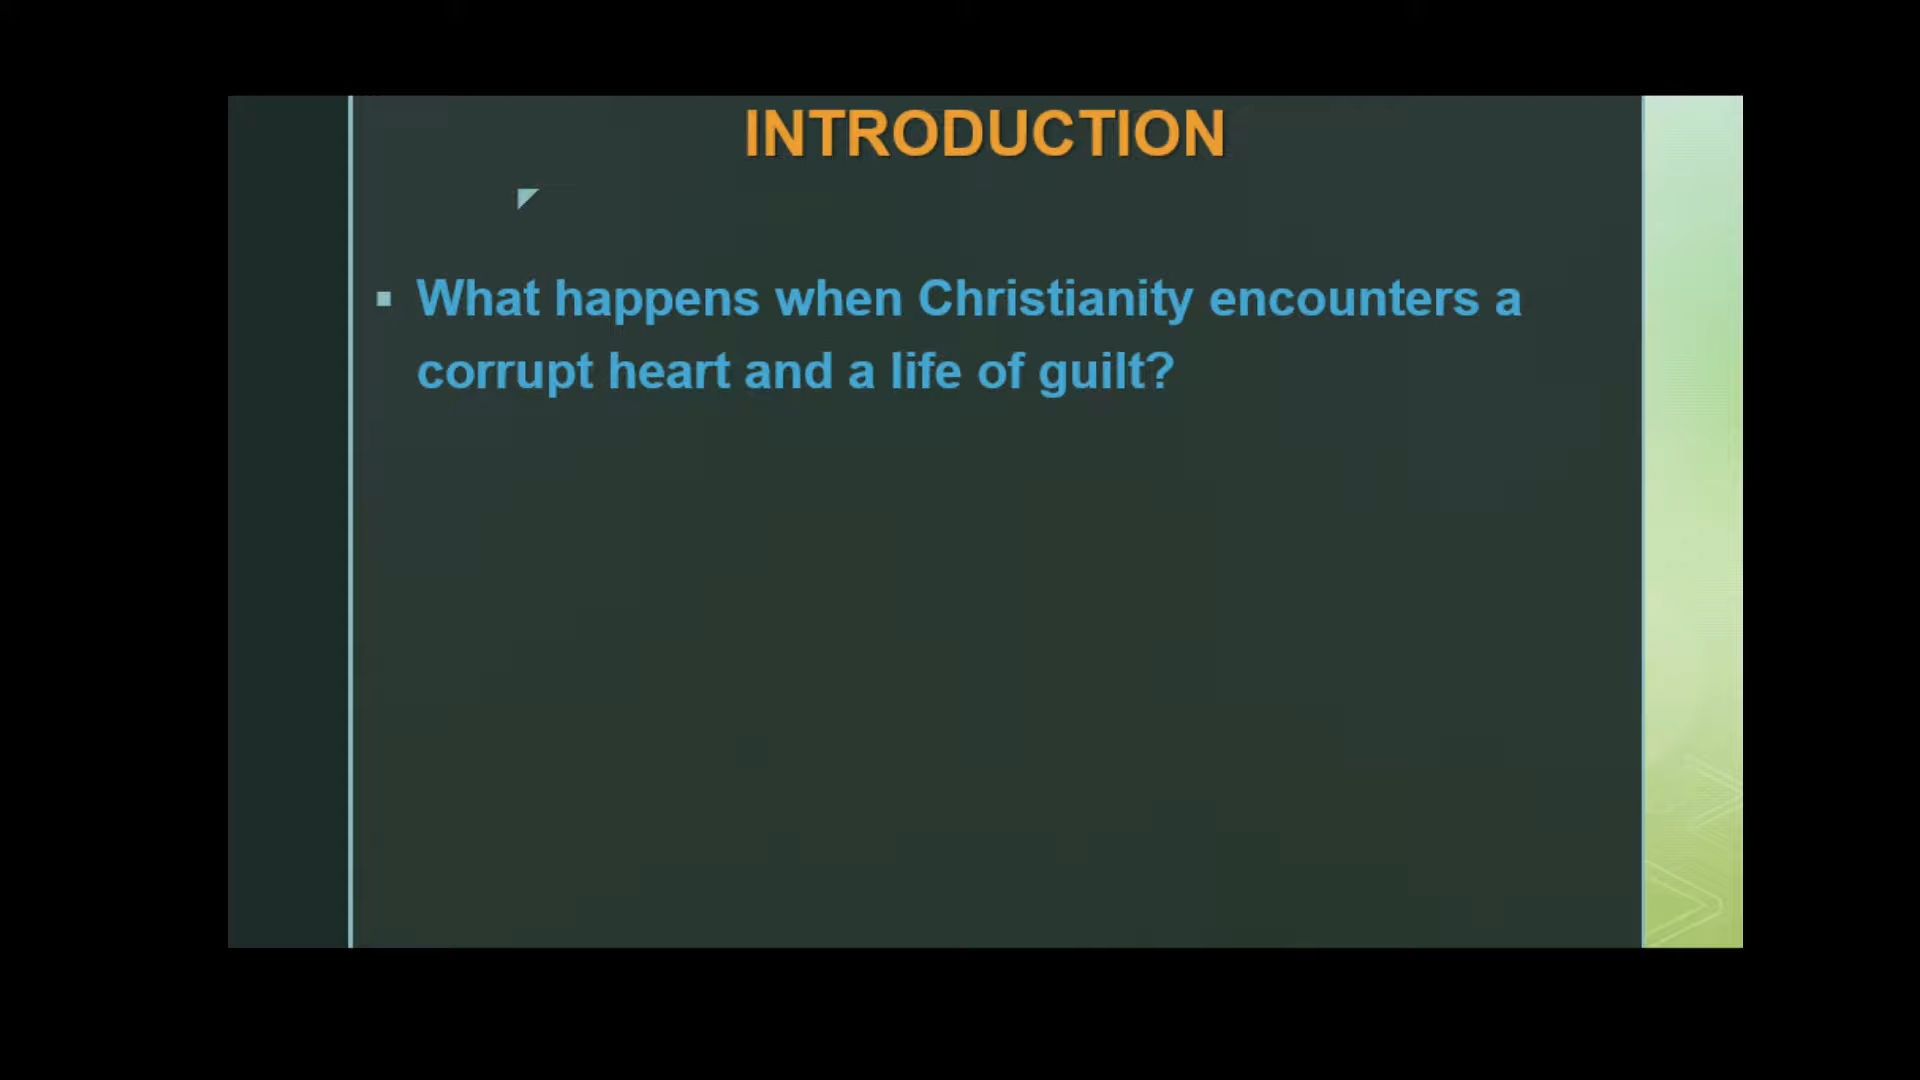 INTRODUCTION
▪ What happens when Christianity encounters a
corrupt heart and a life of guilt?